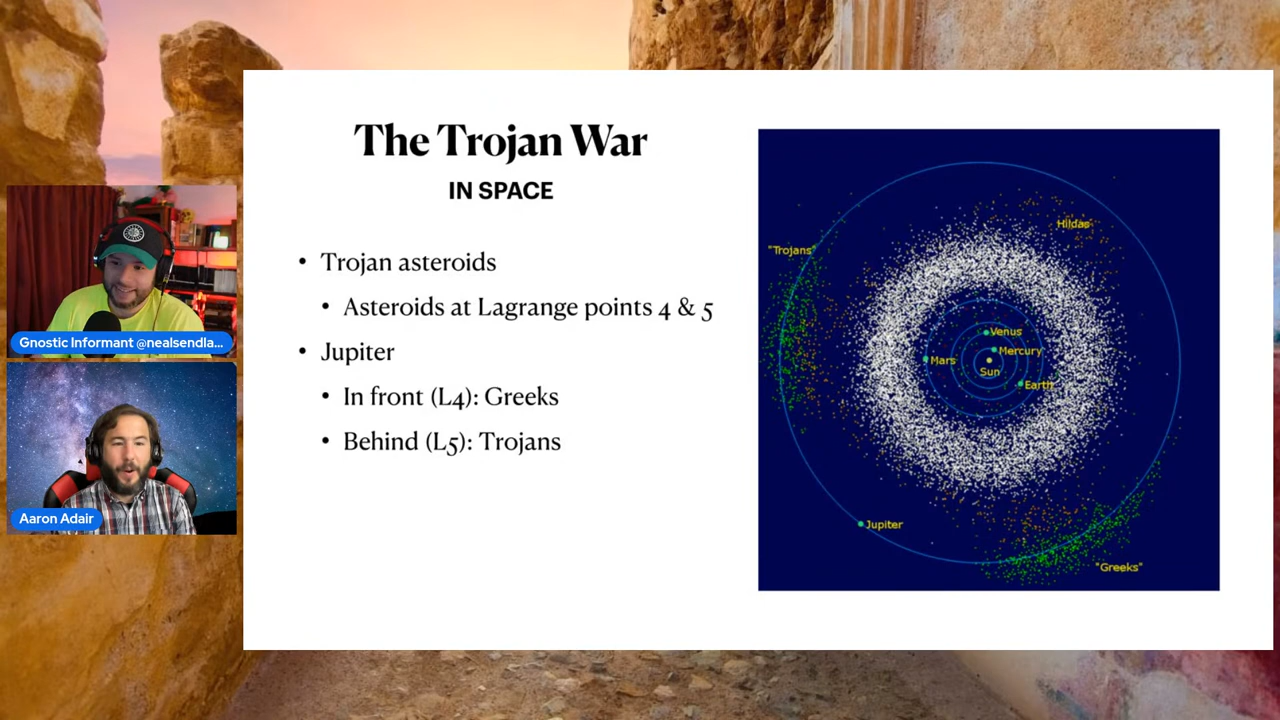 The Trojan War
IN SPACE
• Trojan asteroids
• Asteroids at Lagrange points 4 & 5
• Jupiter
• In front (L4): Greeks
• Behind (L5): Trojans
Hildas
"Trojans"
Venus
Mercury
Mars
Sun
Earth
Jupiter
"Greeks"
Gnostic Informant @nealsendla...
Aaron Adair